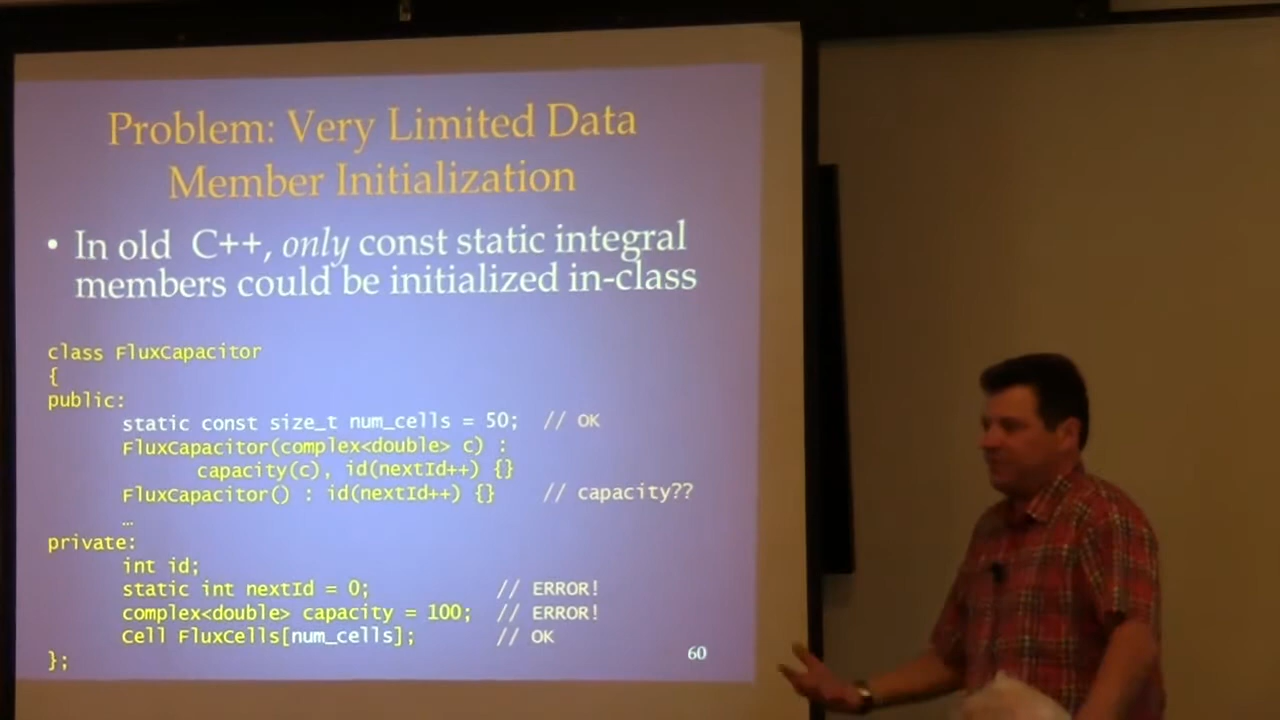 Problem: Very Limited Data
Member Initialization
• In old C++, only const static integral
members could be initialized in-class
class FluxCapacitor
{
public:
static const size_t num_cells = 50; // OK
FluxCapacitor(complex<double> c) :
capacity(c), id(nextId++) {}
FluxCapacitor() : id(nextId++) {} // capacity??
…
private:
int id;
static int nextId = 0; // ERROR!
complex<double> capacity = 100; // ERROR!
Cell FluxCells[num_cells]; // OK
};
60